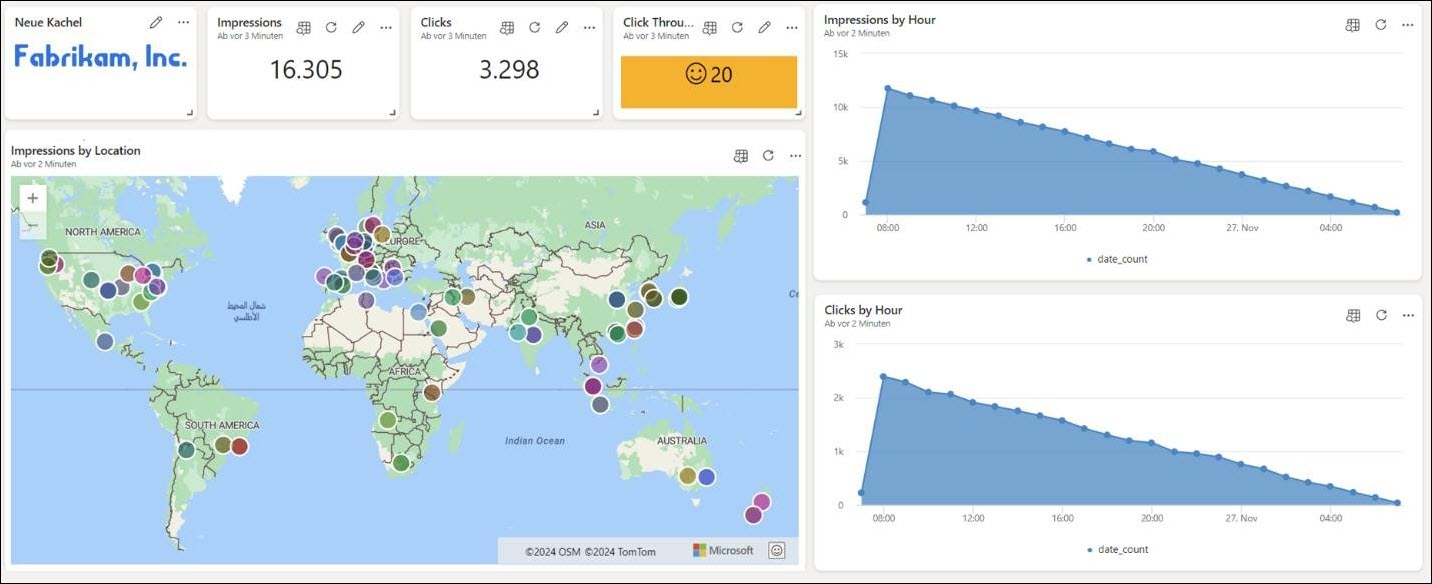 Neue Kachel
Fabrikam, Inc.
Impressions
Ab vor 3 Minuten
16.305
Clicks
Ab vor 3 Minuten
3.298
Click Throu...
Ab vor 3 Minuten
20
Impressions by Location
Ab vor 2 Minuten
NORTH AMERICA
EUROPE
ASIA
شمال المحيط
الأطلسي
AFRICA
SOUTH AMERICA
Indian Ocean
AUSTRALIA
©2024 OSM ©2024 TomTom
Microsoft
Impressions by Hour
Ab vor 2 Minuten
15k
10k
5k
0
08:00 12:00 16:00 20:00 27. Nov 04:00
date_count
Clicks by Hour
Ab vor 2 Minuten
3k
2k
1k
0
08:00 12:00 16:00 20:00 27. Nov 04:00
date_count